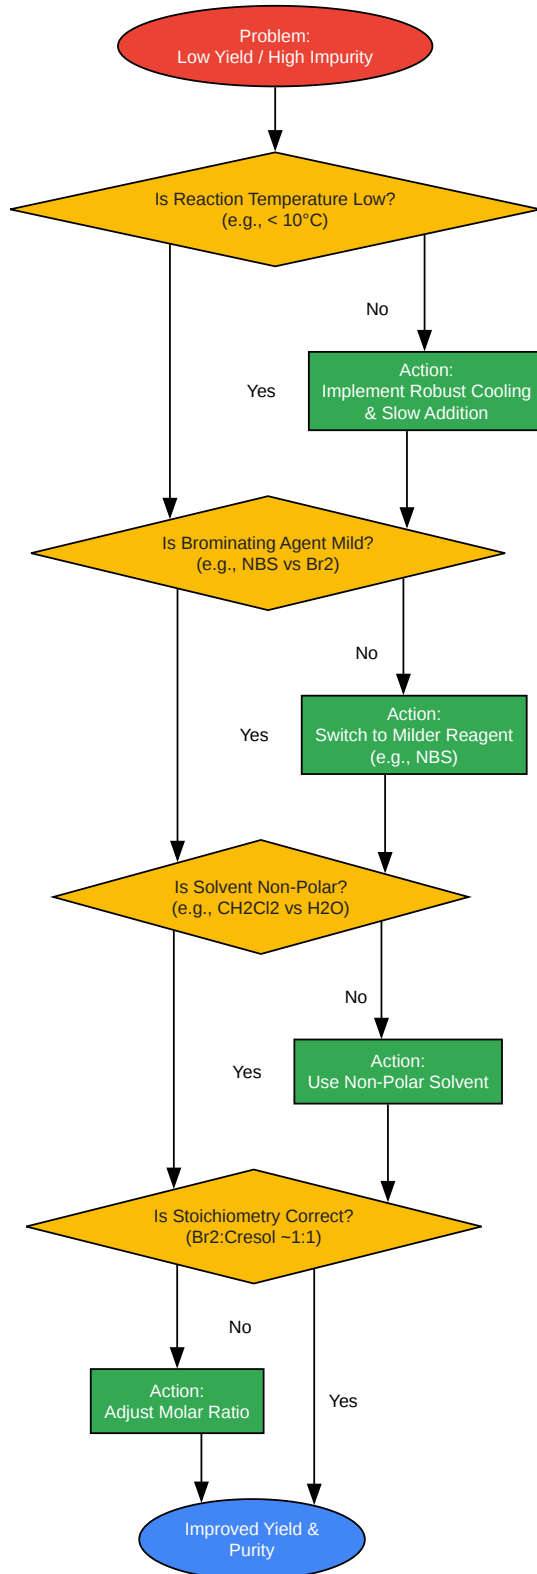 Problem:
Low Yield / High Impurity
Is Reaction Temperature Low?
(e.g., < 10°C)
No
Action:
Implement Robust Cooling
& Slow Addition
Yes
Is Brominating Agent Mild?
(e.g., NBS vs Br2)
No
Action:
Switch to Milder Reagent
(e.g., NBS)
Yes
Is Solvent Non-Polar?
(e.g., CH2Cl2 vs H2O)
No
Action:
Use Non-Polar Solvent
Yes
Is Stoichiometry Correct?
(Br2:Cresol ~1:1)
No
Action:
Adjust Molar Ratio
Yes
Improved Yield &
Purity